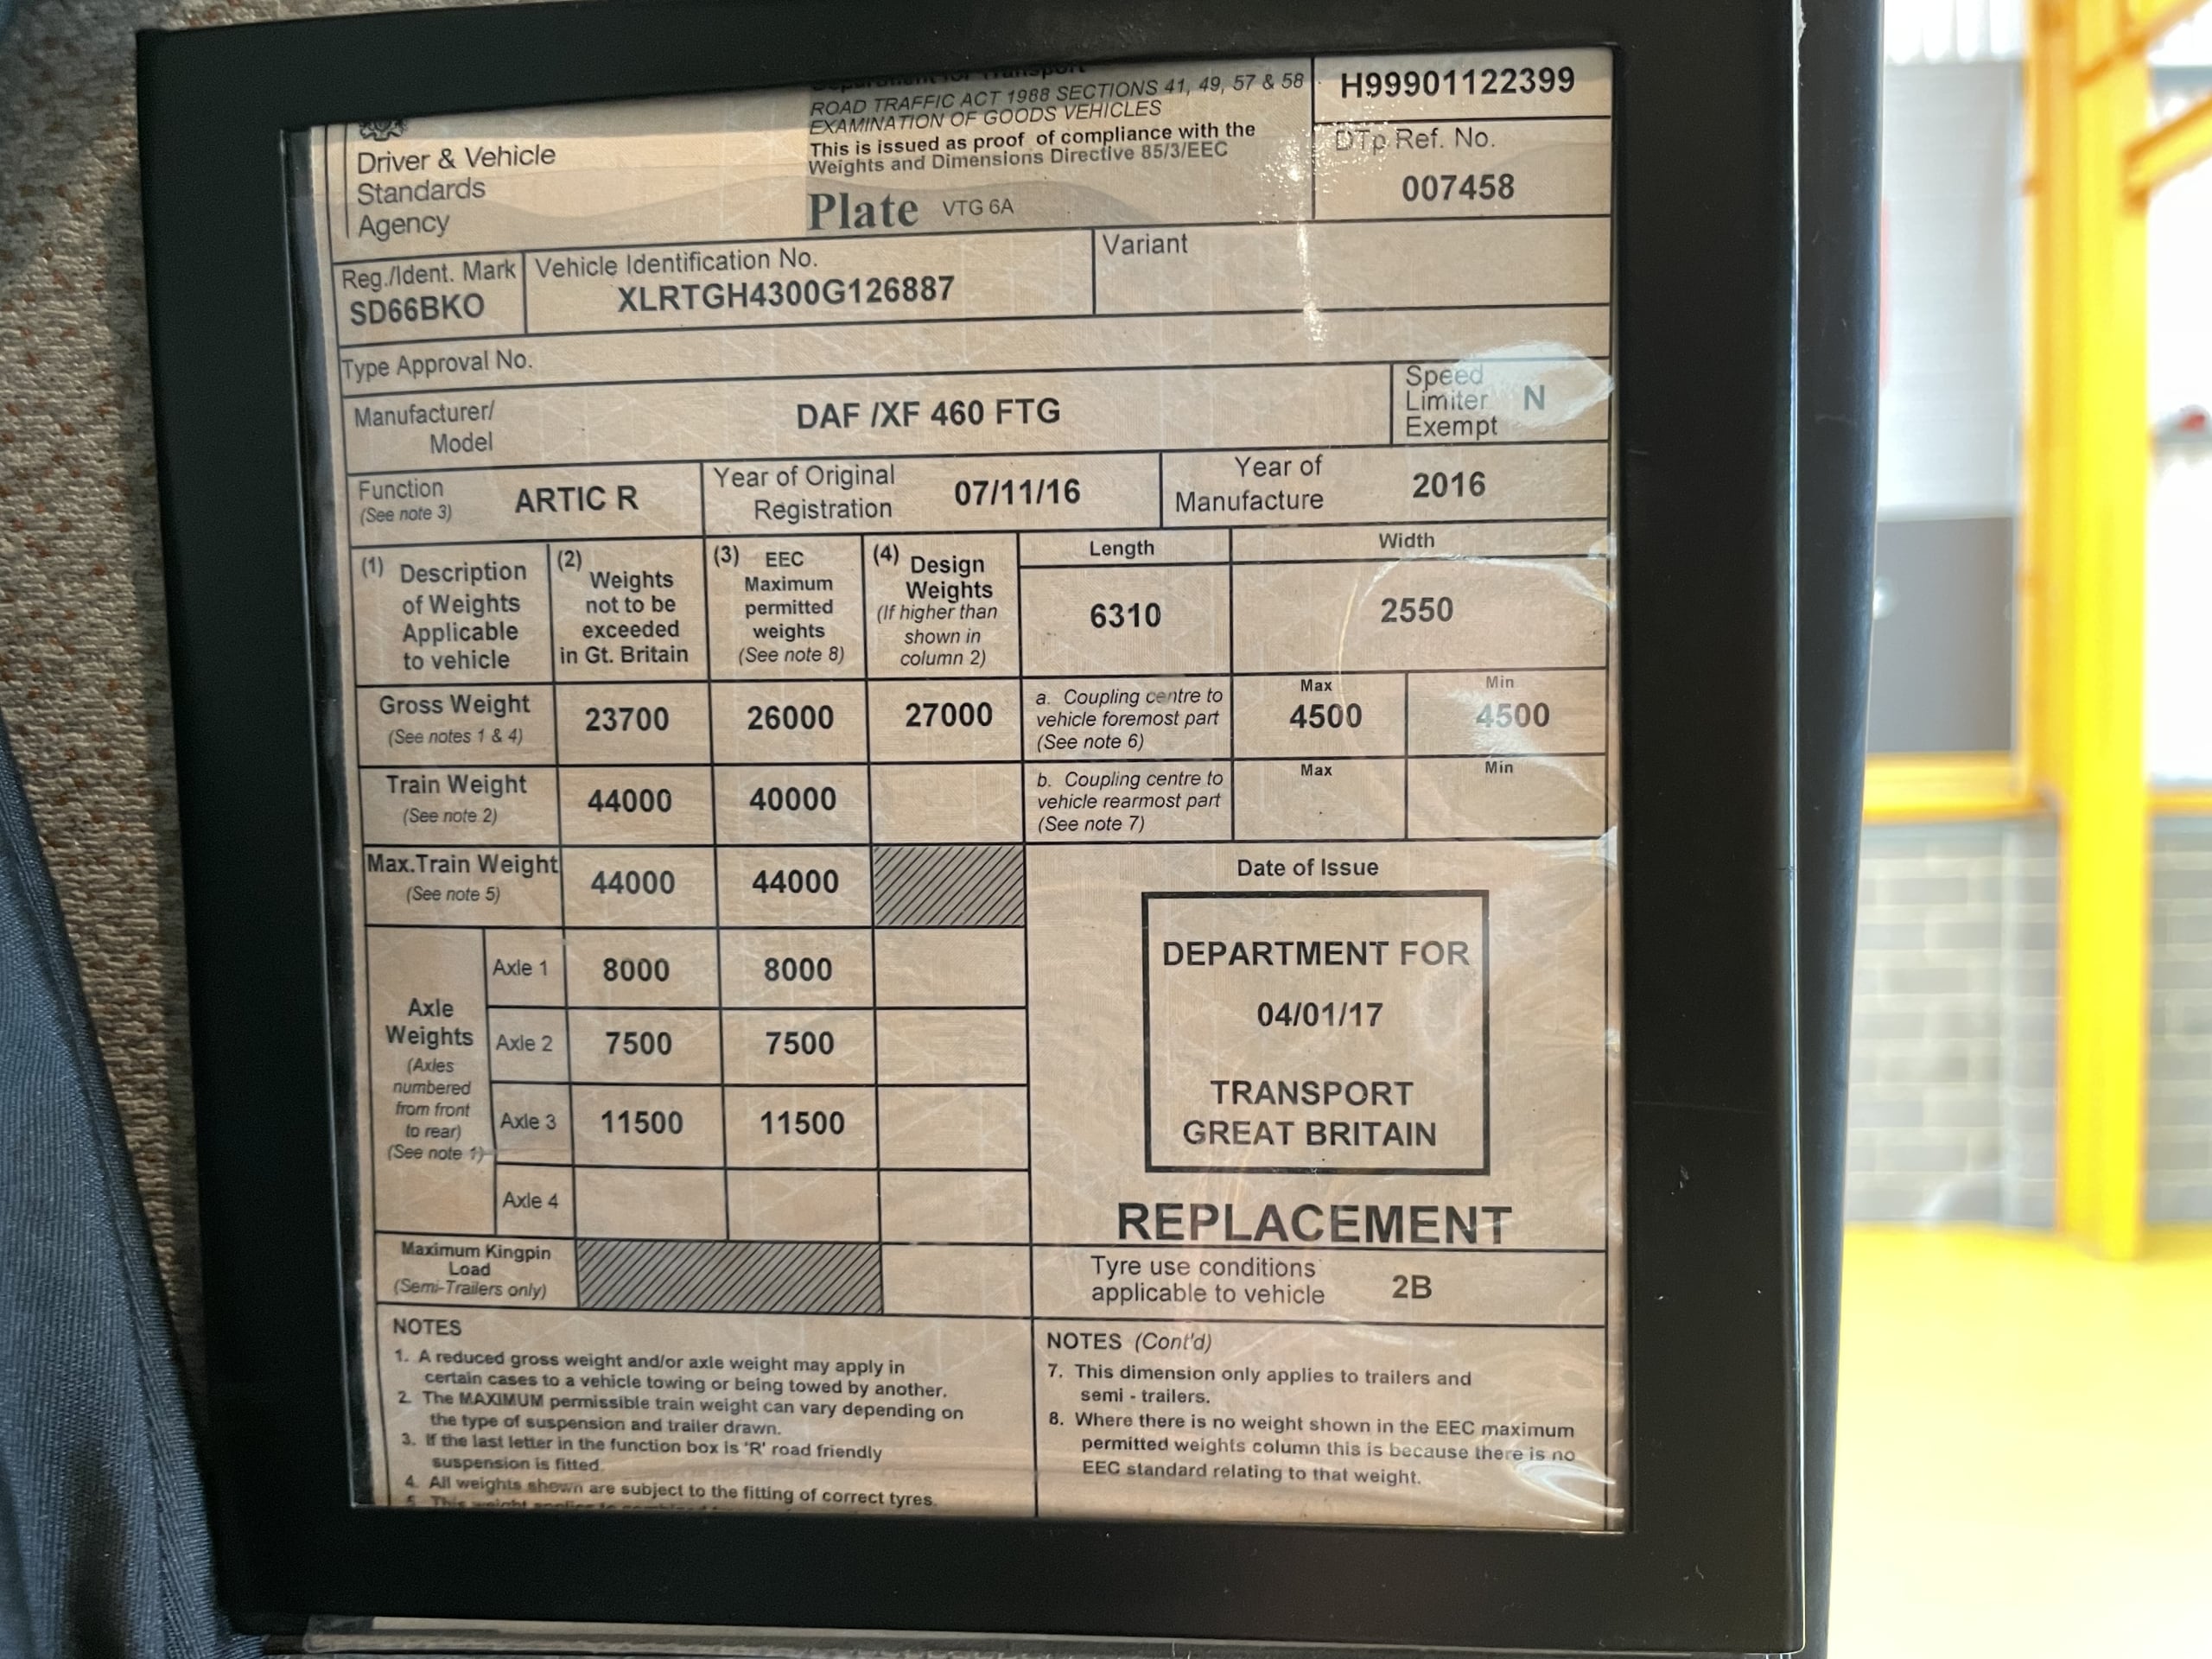 Department for Transport
ROAD TRAFFIC ACT 1988 SECTIONS 41, 49, 57 & 58
EXAMINATION OF GOODS VEHICLES
This is issued as proof of compliance with the
Weights and Dimensions Directive 85/3/EEC
Plate VTG 6A
H99901122399
DTp Ref. No.
007458
Driver & Vehicle
Standards
Agency
Reg./Ident. Mark
SD66BKO
Vehicle Identification No.
XLRTGH4300G126887
Variant
Type Approval No.
Manufacturer/
Model
DAF /XF 460 FTG
Speed
Limiter N
Exempt
Function
(See note 3)
ARTIC R
Year of Original
Registration
07/11/16
Year of
Manufacture
2016
(1) Description
of Weights
Applicable
to vehicle
(2) Weights
not to be
exceeded
in Gt. Britain
(3) EEC
Maximum
permitted
weights
(See note 8)
(4) Design
Weights
(If higher than
shown in
column 2)
Length
6310
Width
2550
Gross Weight
(See notes 1 & 4)
23700
26000
27000
a. Coupling centre to
vehicle foremost part
(See note 6)
Max
4500
Min
4500
Train Weight
(See note 2)
44000
40000
b. Coupling centre to
vehicle rearmost part
(See note 7)
Max
Min
Max.Train Weight
(See note 5)
44000
44000
Axle
Weights
(Axles
numbered
from front
to rear)
(See note 1)
Axle 1
8000
8000
Axle 2
7500
7500
Axle 3
11500
11500
Axle 4
Maximum Kingpin
Load
(Semi-Trailers only)
Date of Issue
DEPARTMENT FOR
04/01/17
TRANSPORT
GREAT BRITAIN
REPLACEMENT
Tyre use conditions
applicable to vehicle
2B
NOTES
1. A reduced gross weight and/or axle weight may apply in
certain cases to a vehicle towing or being towed by another.
2. The MAXIMUM permissible train weight can vary depending on
the type of suspension and trailer drawn.
3. If the last letter in the function box is 'R' road friendly
suspension is fitted.
4. All weights shown are subject to the fitting of correct tyres.
5. This weight applies to
NOTES (Cont'd)
7. This dimension only applies to trailers and
semi - trailers.
8. Where there is no weight shown in the EEC maximum
permitted weights column this is because there is no
EEC standard relating to that weight.